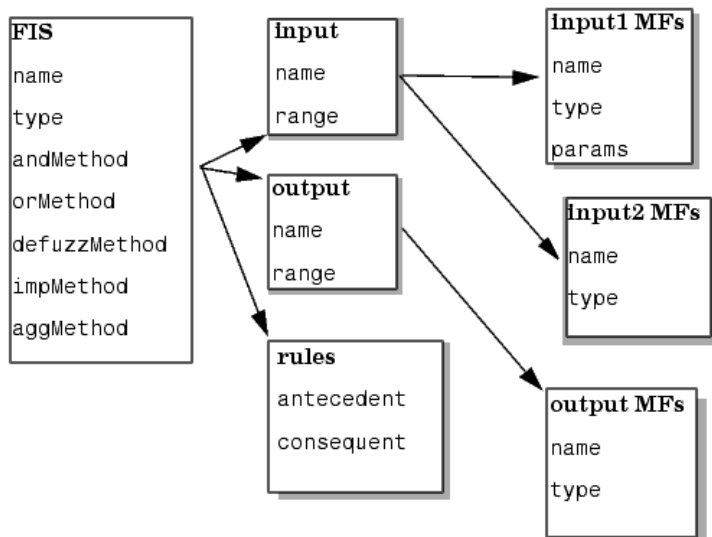 FIS
name
type
andMethod
orMethod
defuzzMethod
impMethod
aggMethod
input
name
range
output
name
range
rules
antecedent
consequent
input1 MFs
name
type
params
input2 MFs
name
type
output MFs
name
type